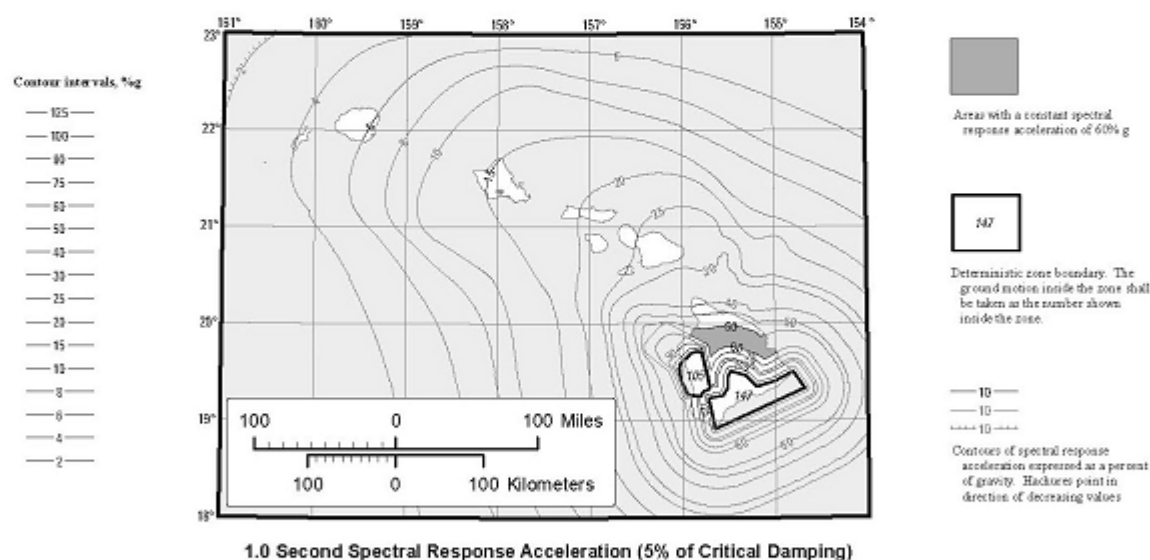 161° 160° 159° 158° 157° 156° 155° 154°
23°
22°
21°
20°
19°
18°
Contour intervals, %g
125
100
90
75
60
50
40
30
25
20
15
10
8
6
4
2
Areas with a constant spectral
response acceleration of 60% g
147
Deterministic zone boundary. The
ground motion inside the zone shall
be taken as the number shown
inside the zone.
10
10
10
Contours of spectral response
acceleration expressed as a percent
of gravity. Hachures point in
direction of decreasing values
15
20
25
60
105
147
100 0 100 Miles
100 0 100 Kilometers
1.0 Second Spectral Response Acceleration (5% of Critical Damping)